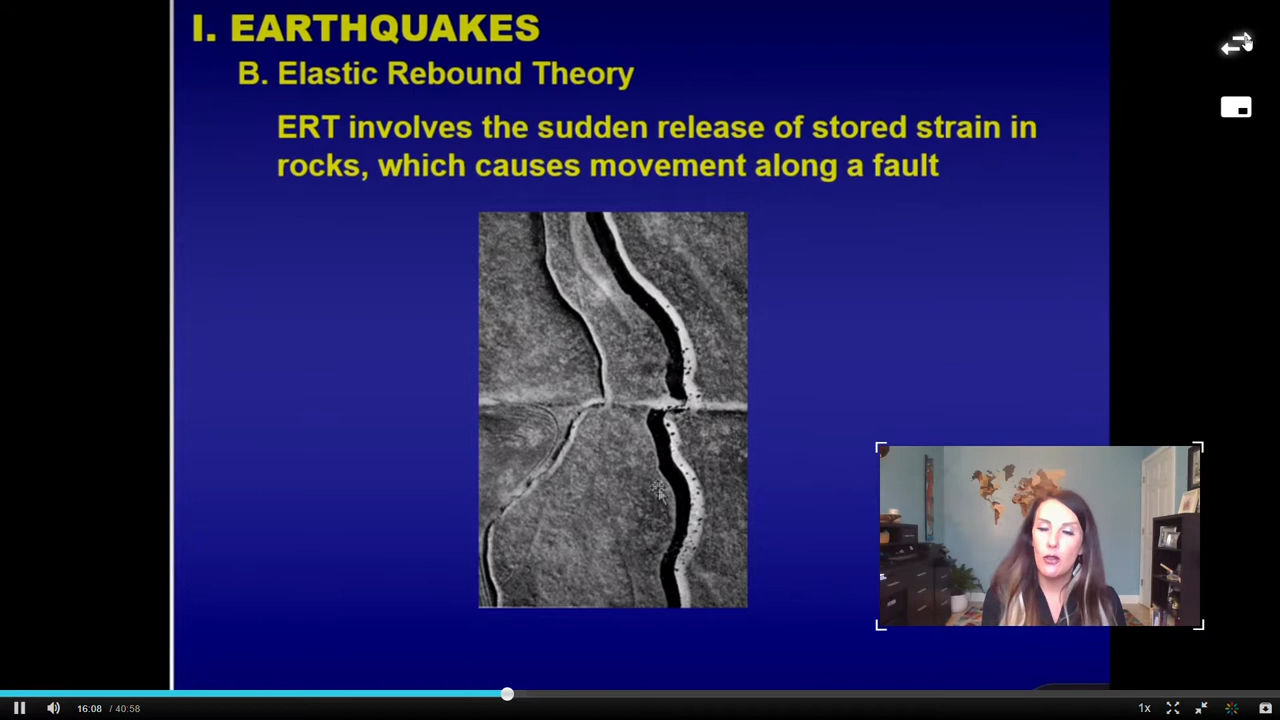 I. EARTHQUAKES
B. Elastic Rebound Theory
ERT involves the sudden release of stored strain in
rocks, which causes movement along a fault
16:08 / 40:58
1x